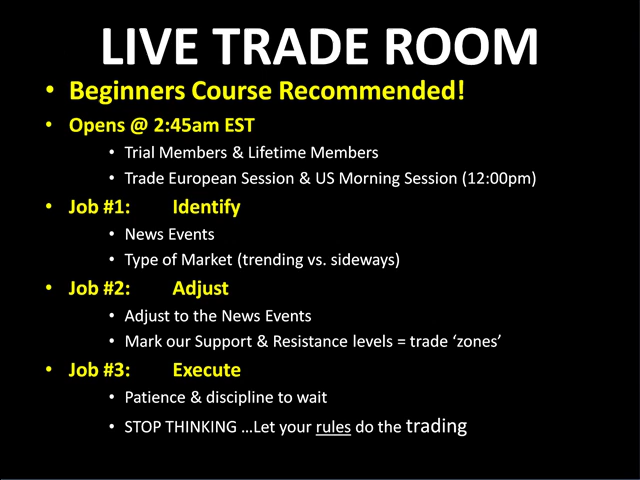 LIVE TRADE ROOM
• Beginners Course Recommended!
• Opens @ 2:45am EST
• Trial Members & Lifetime Members
• Trade European Session & US Morning Session (12:00pm)
• Job #1: Identify
• News Events
• Type of Market (trending vs. sideways)
• Job #2: Adjust
• Adjust to the News Events
• Mark our Support & Resistance levels = trade ‘zones’
• Job #3: Execute
• Patience & discipline to wait
• STOP THINKING …Let your rules do the trading